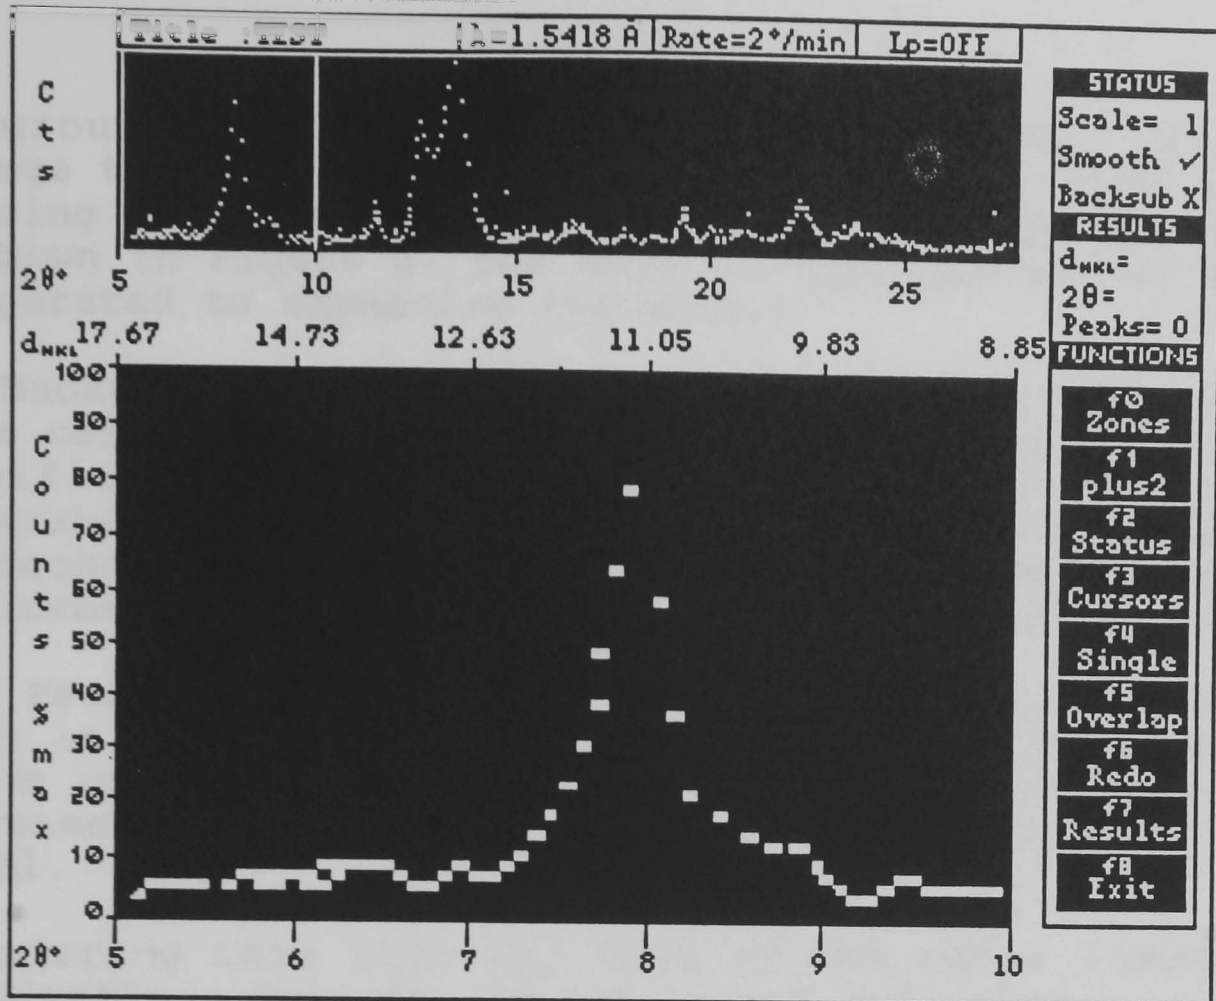 Title : TEST λ=1.5418 Å Rate=2°/min Lp=OFF
Cts
2θ° 5 10 15 20 25
dHKL 17.67 14.73 12.63 11.05 9.83 8.85
Counts %max
100
90
80
70
60
50
40
30
20
10
0
2θ° 5 6 7 8 9 10
STATUS
Scale= 1
Smooth ✓
Backsub X
RESULTS
dHKL=
2θ=
Peaks= 0
FUNCTIONS
f0
Zones
f1
plus2
f2
Status
f3
Cursors
f4
Single
f5
Overlap
f6
Redo
f7
Results
f8
Exit